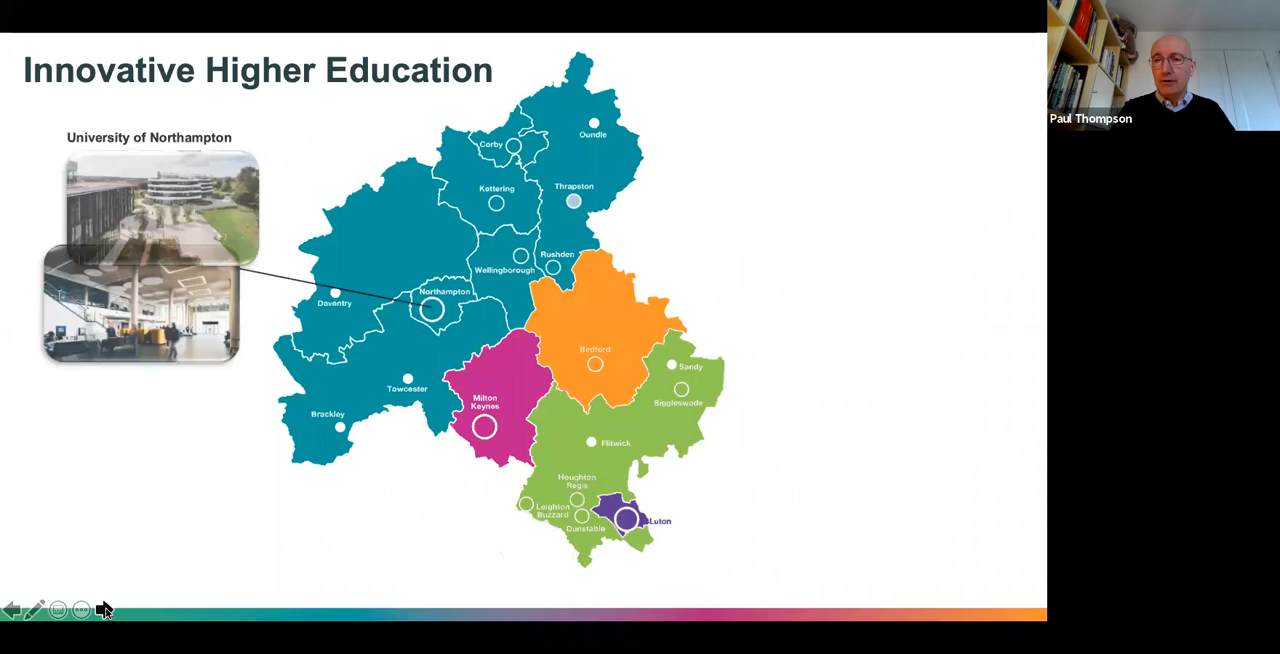 Innovative Higher Education
University of Northampton
Oundle
Corby
Kettering
Thrapston
Rushden
Wellingborough
Northampton
Daventry
Bedford
Sandy
Biggleswade
Towcester
Milton
Keynes
Brackley
Flitwick
Houghton
Regis
Leighton
Buzzard
Dunstable
Luton
Paul Thompson